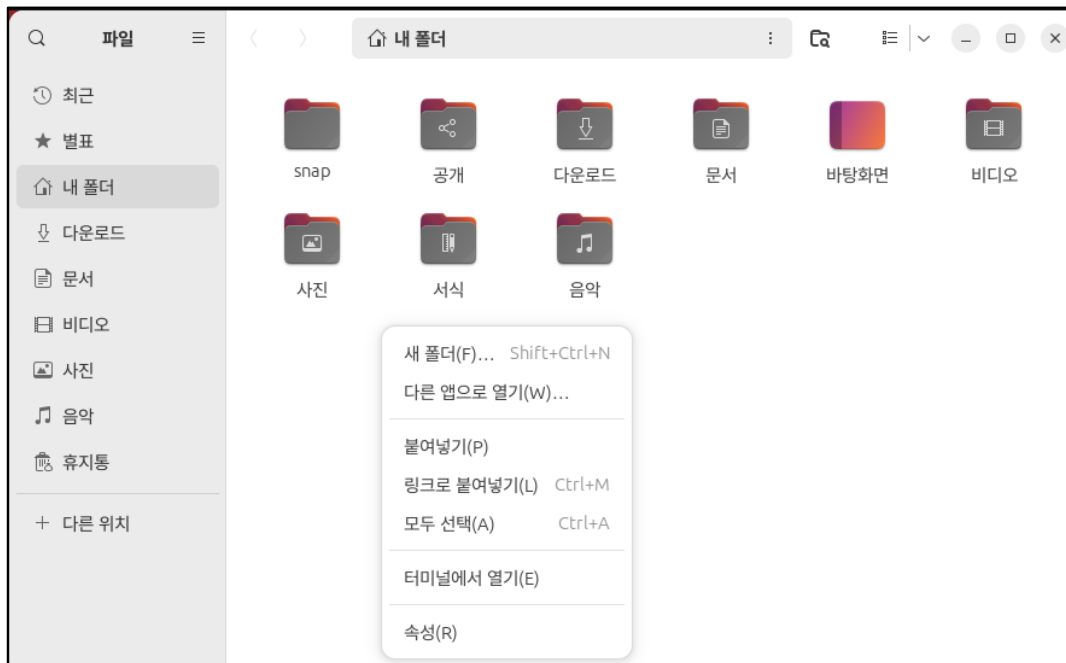 파일
내 폴더
최근
별표
내 폴더
다운로드
문서
비디오
사진
음악
휴지통
다른 위치
snap
공개
다운로드
문서
바탕화면
비디오
사진
서식
음악
새 폴더(F)... Shift+Ctrl+N
다른 앱으로 열기(W)...
붙여넣기(P)
링크로 붙여넣기(L) Ctrl+M
모두 선택(A) Ctrl+A
터미널에서 열기(E)
속성(R)